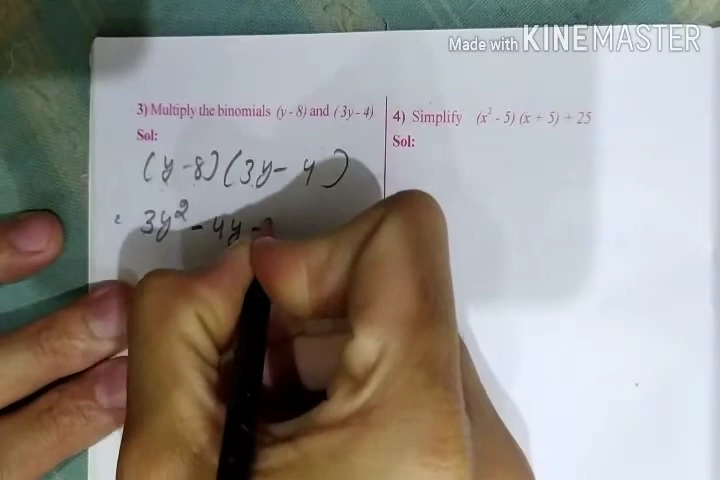 Made with KINEMASTER
3) Multiply the binomials (y - 8) and (3y - 4)
Sol:
(y - 8) (3y - 4)
3y² - 4y -
4) Simplify (x² - 5) (x + 5) + 25
Sol: